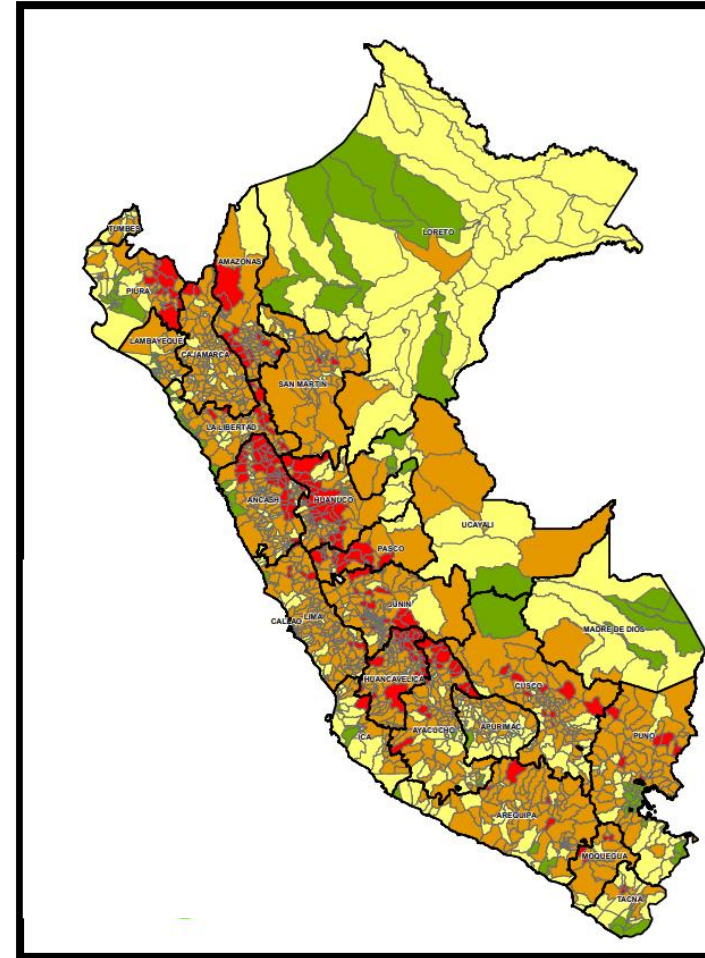 LORETO
TUMBES
AMAZONAS
PIURA
LAMBAYEQUE
CAJAMARCA
SAN MARTIN
LA LIBERTAD
ANCASH
HUANUCO
UCAYALI
PASCO
JUNIN
CALLAO
LIMA
MADRE DE DIOS
HUANCAVELICA
CUSCO
AYACUCHO
APURIMAC
ICA
PUNO
AREQUIPA
MOQUEGUA
TACNA